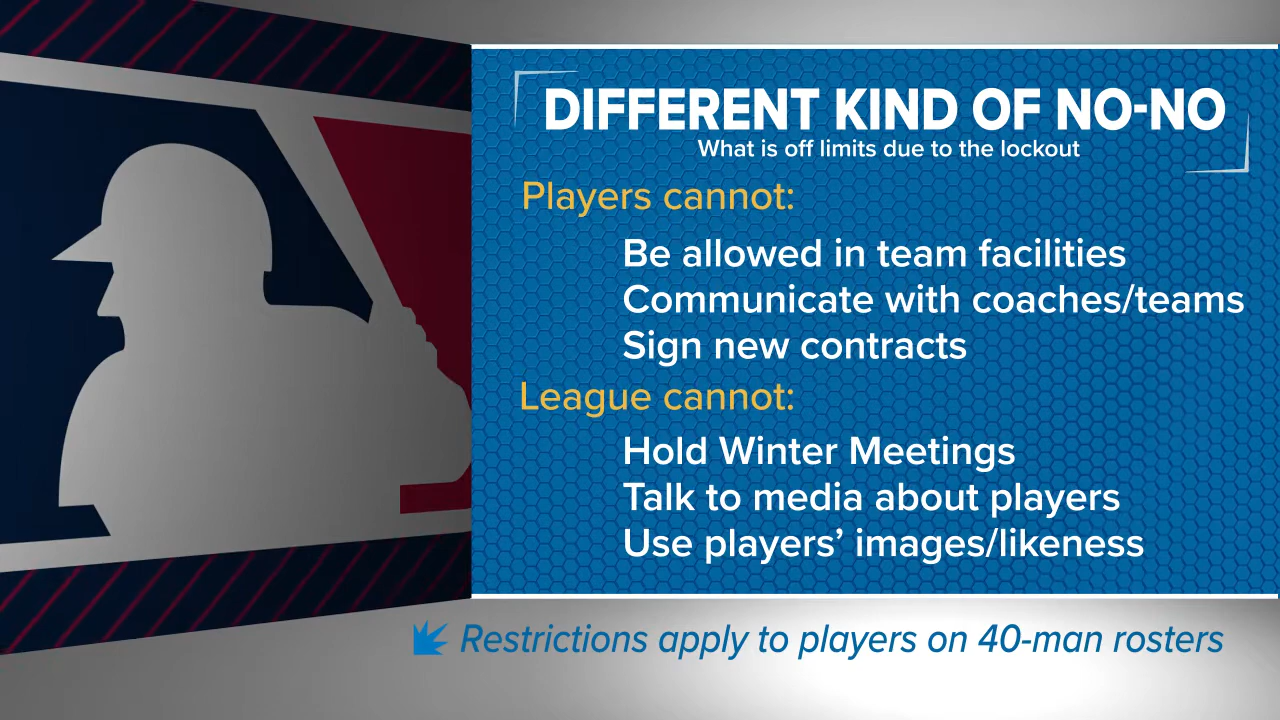 DIFFERENT KIND OF NO-NO
What is off limits due to the lockout
Players cannot:
Be allowed in team facilities
Communicate with coaches/teams
Sign new contracts
League cannot:
Hold Winter Meetings
Talk to media about players
Use players’ images/likeness
Restrictions apply to players on 40-man rosters